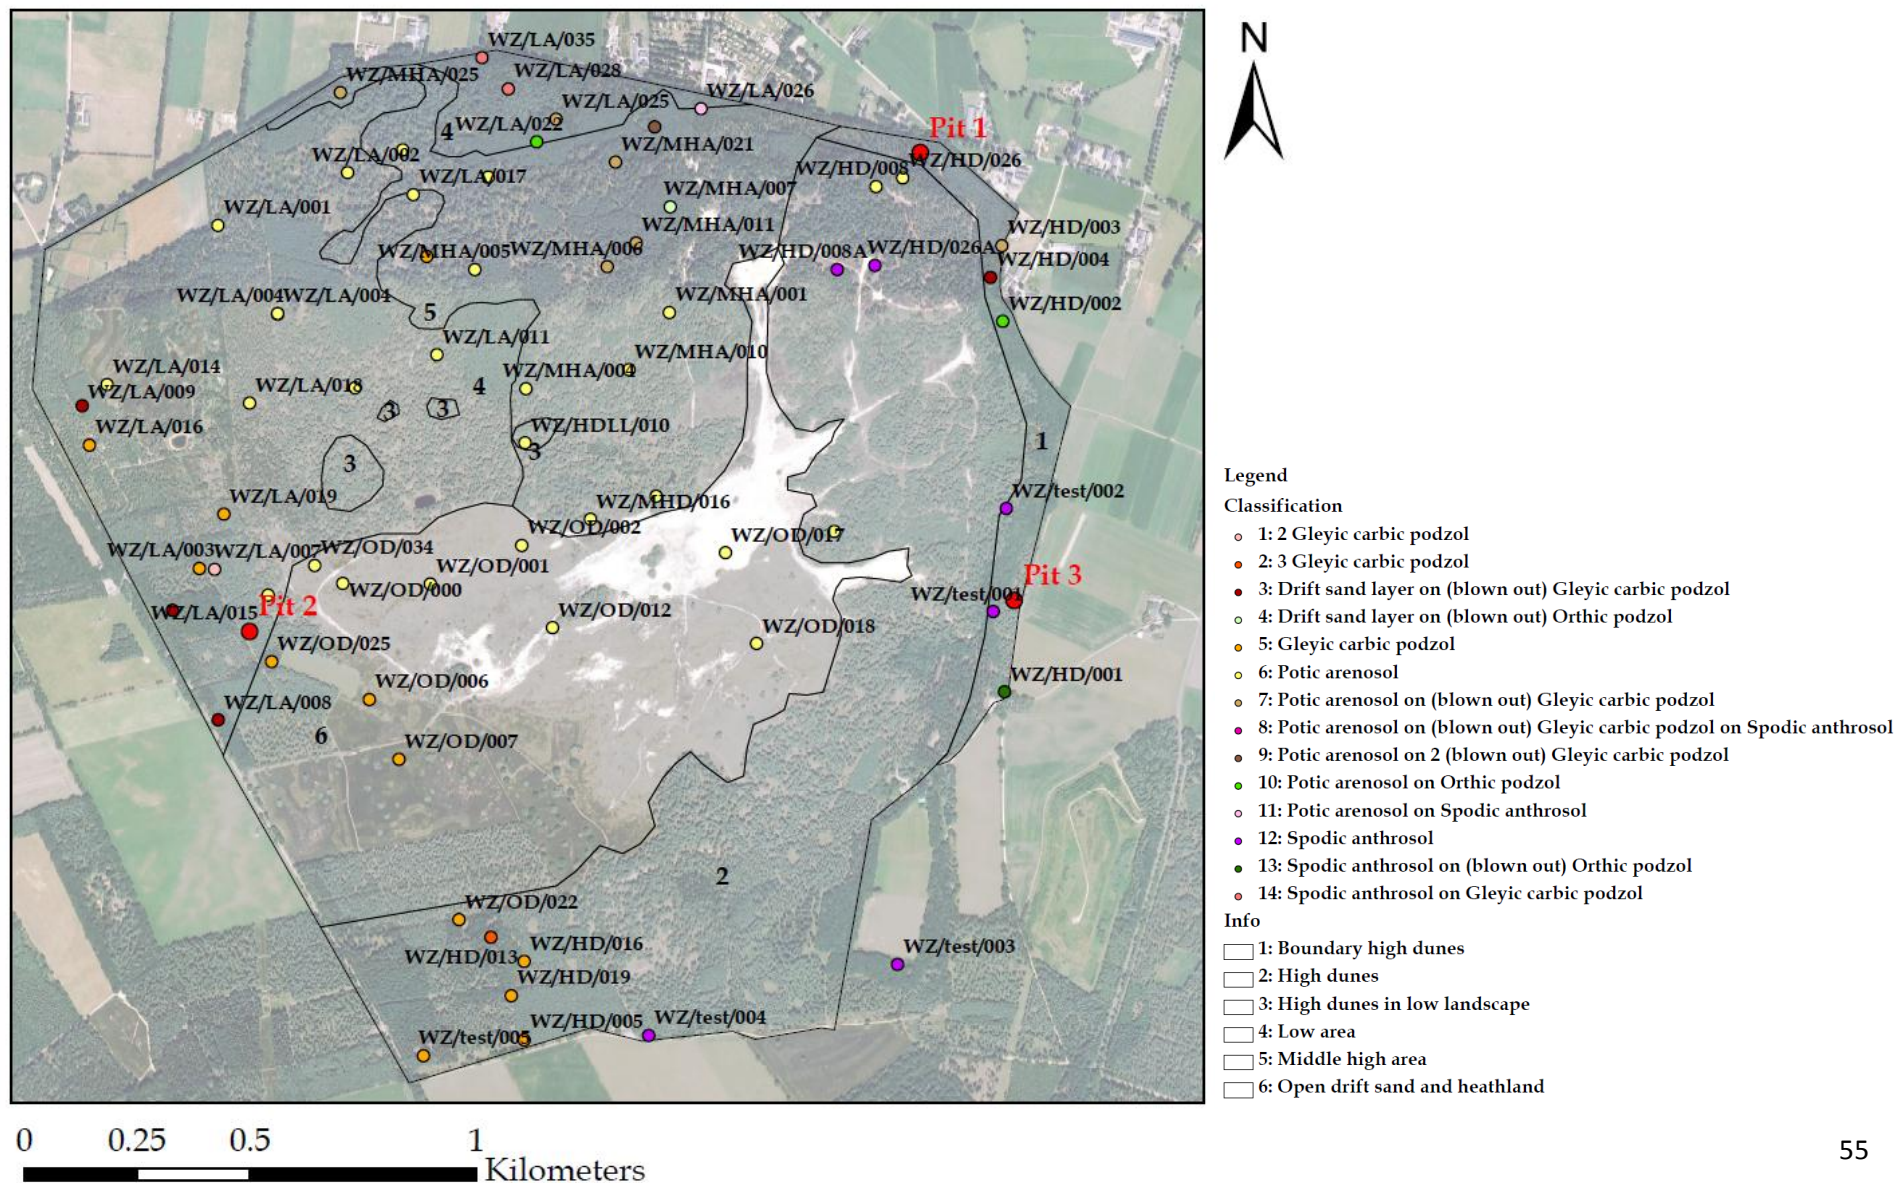 N
WZ/LA/035
WZ/MHA/025
WZ/LA/028
WZ/LA/026
WZ/LA/025
4
WZ/LA/022
Pit 1
WZ/MHA/021
WZ/LA/002
WZ/HD/008
WZ/HD/026
WZ/LA/017
WZ/MHA/007
WZ/LA/001
WZ/MHA/011
WZ/HD/003
WZ/MHA/005
WZ/MHA/006
WZ/HD/008A
WZ/HD/026A
WZ/HD/004
WZ/LA/004
WZ/LA/004
WZ/MHA/001
WZ/HD/002
5
WZ/LA/011
WZ/MHA/010
WZ/LA/014
WZ/MHA/004
WZ/LA/009
WZ/LA/018
4
3
3
WZ/LA/016
WZ/HDLL/010
1
3
3
WZ/LA/019
WZ/MHD/016
WZ/test/002
WZ/OD/002
WZ/OD/017
WZ/LA/003
WZ/LA/007
WZ/OD/034
WZ/OD/001
Pit 3
WZ/OD/000
WZ/test/001
WZ/LA/015
Pit 2
WZ/OD/012
WZ/OD/018
WZ/OD/025
WZ/OD/006
WZ/HD/001
WZ/LA/008
6
WZ/OD/007
2
WZ/OD/022
WZ/HD/016
WZ/HD/013
WZ/test/003
WZ/HD/019
WZ/HD/005
WZ/test/004
WZ/test/005
Legend
Classification
1: 2 Gleyic carbic podzol
2: 3 Gleyic carbic podzol
3: Drift sand layer on (blown out) Gleyic carbic podzol
4: Drift sand layer on (blown out) Orthic podzol
5: Gleyic carbic podzol
6: Potic arenosol
7: Potic arenosol on (blown out) Gleyic carbic podzol
8: Potic arenosol on (blown out) Gleyic carbic podzol on Spodic anthrosol
9: Potic arenosol on 2 (blown out) Gleyic carbic podzol
10: Potic arenosol on Orthic podzol
11: Potic arenosol on Spodic anthrosol
12: Spodic anthrosol
13: Spodic anthrosol on (blown out) Orthic podzol
14: Spodic anthrosol on Gleyic carbic podzol
Info
1: Boundary high dunes
2: High dunes
3: High dunes in low landscape
4: Low area
5: Middle high area
6: Open drift sand and heathland
0 0.25 0.5 1
Kilometers
55